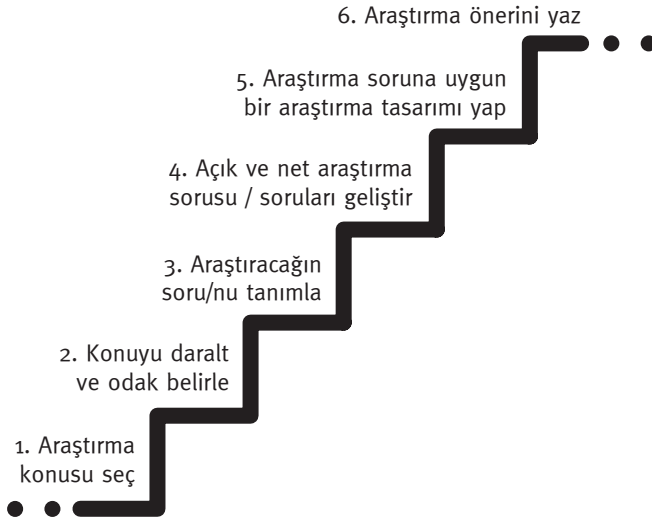 6. Araştırma önerini yaz
5. Araştırma soruna uygun
bir araştırma tasarımı yap
4. Açık ve net araştırma
sorusu / soruları geliştir
3. Araştıracağın
soru/nu tanımla
2. Konuyu daralt
ve odak belirle
1. Araştırma
konusu seç